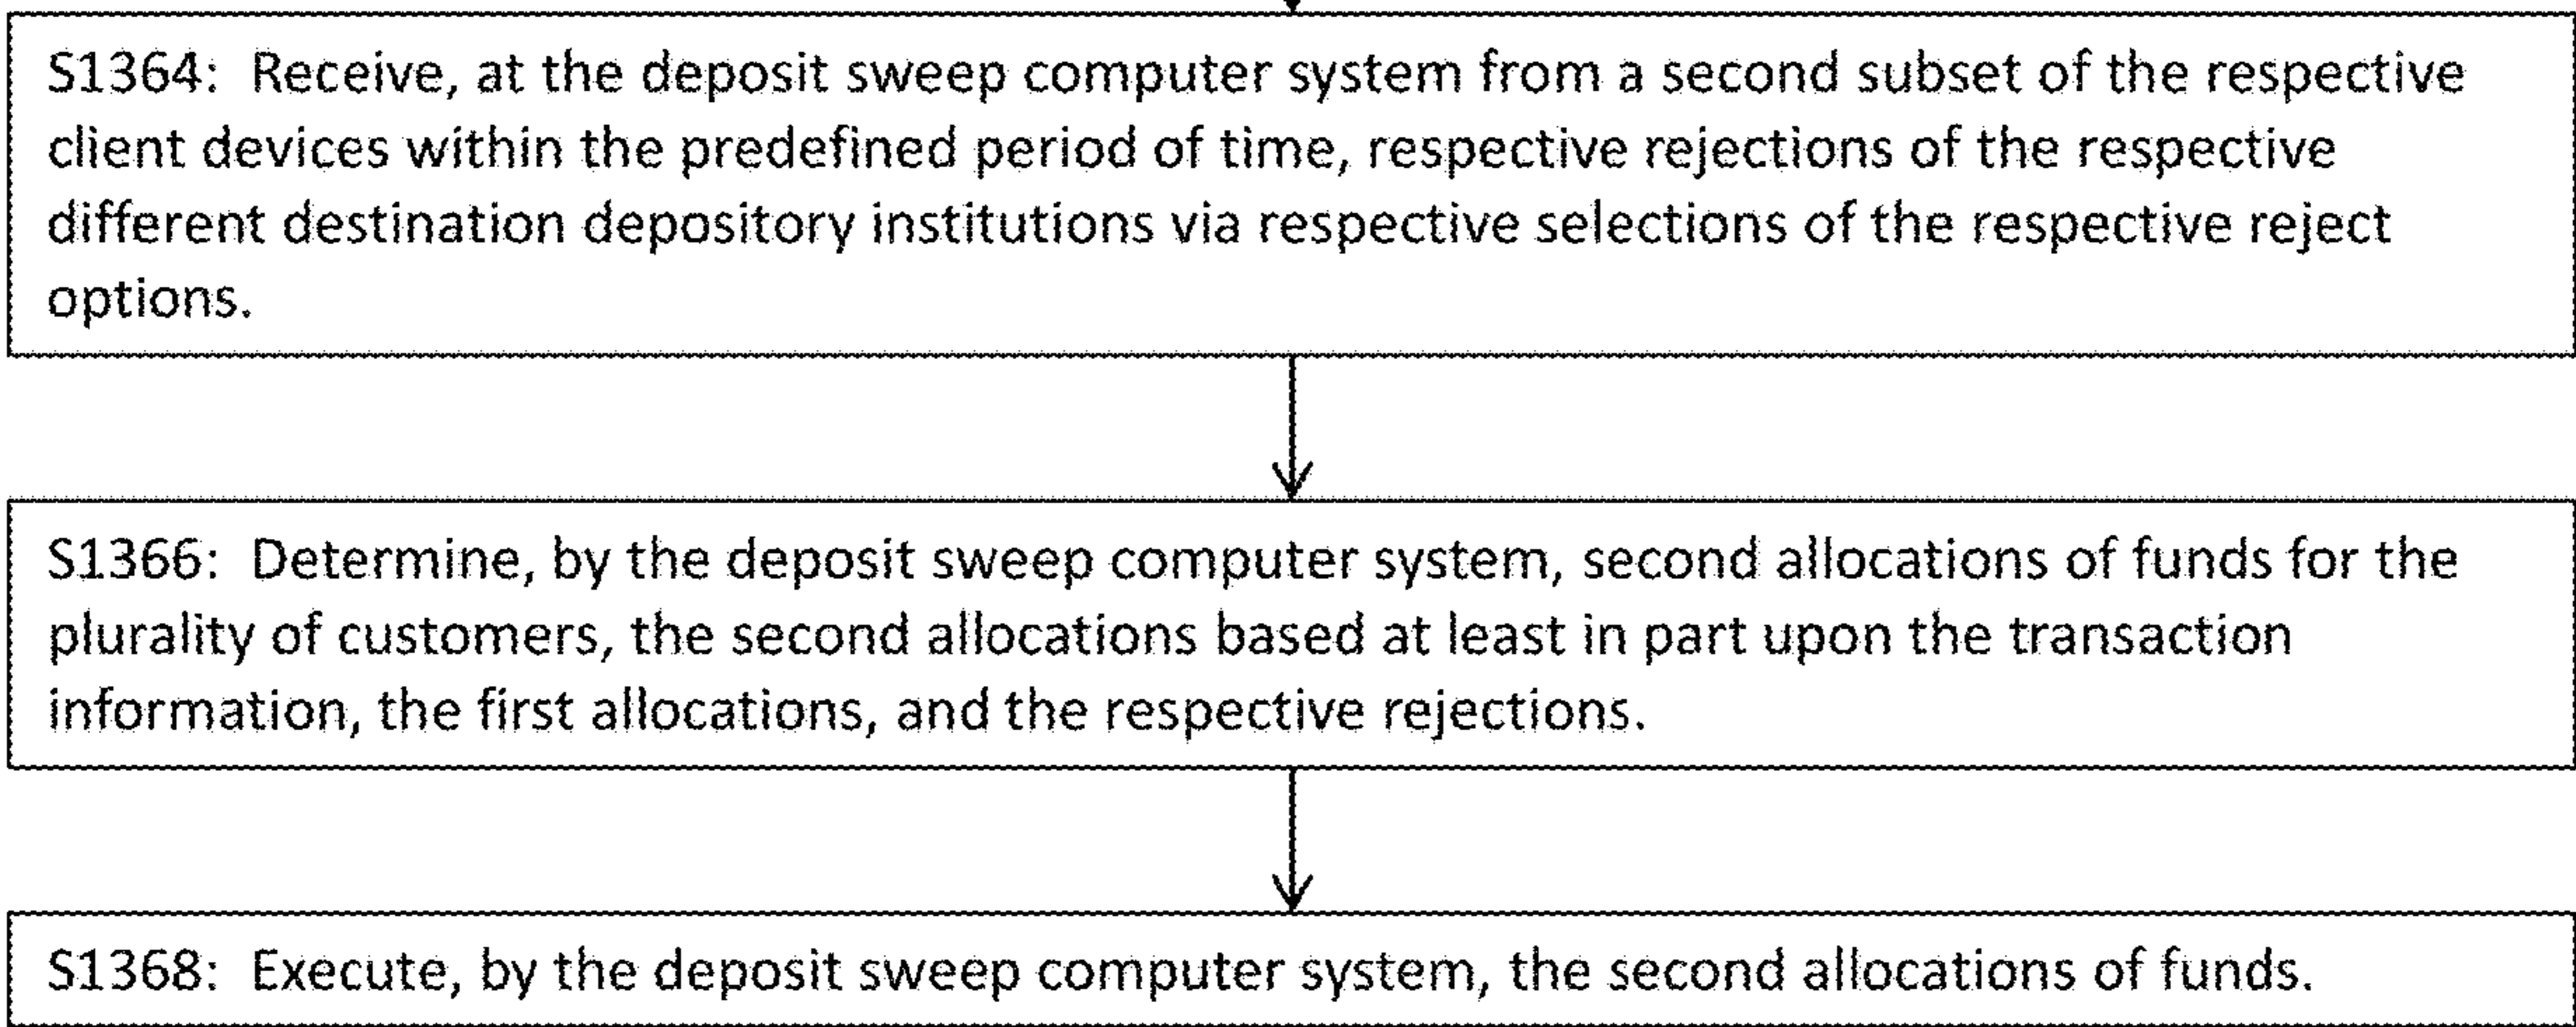 S1364: Receive, at the deposit sweep computer system from a second subset of the respective
client devices within the predefined period of time, respective rejections of the respective
different destination depository institutions via respective selections of the respective reject
options.
S1366: Determine, by the deposit sweep computer system, second allocations of funds for the
plurality of customers, the second allocations based at least in part upon the transaction
information, the first allocations, and the respective rejections.
S1368: Execute, by the deposit sweep computer system, the second allocations of funds.